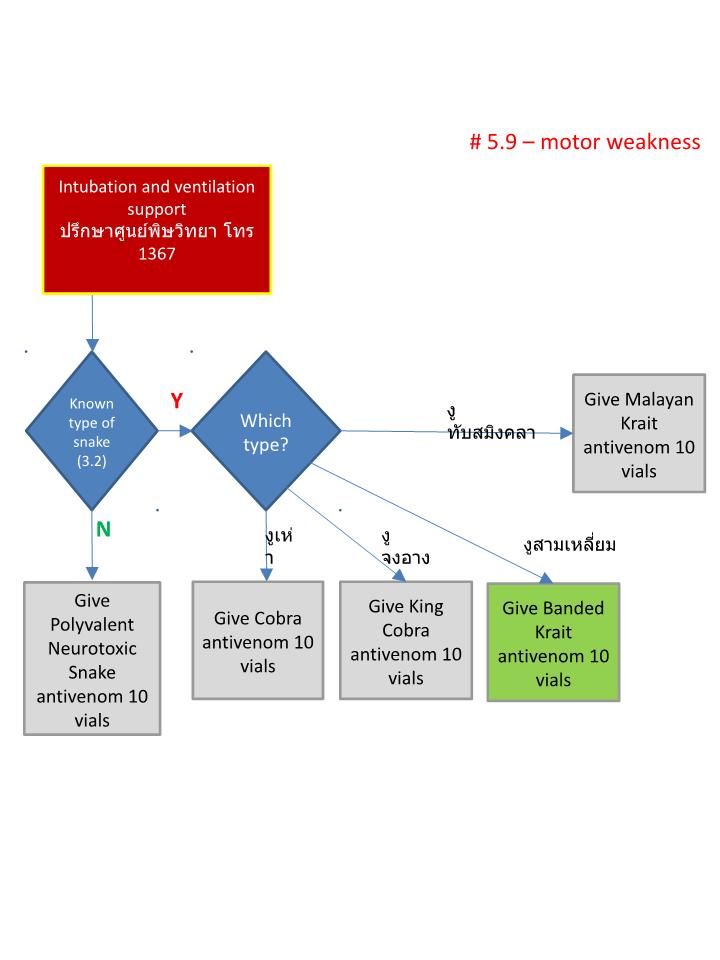 # 5.9 – motor weakness
Intubation and ventilation
support
ปรึกษาศูนย์พิษวิทยา โทร
1367
Known
type of
snake
(3.2)
Y
Which
type?
งู
ทับสมิงคลา
Give Malayan
Krait
antivenom 10
vials
N
งูเห่
า
งู
จงอาง
งูสามเหลี่ยม
Give
Polyvalent
Neurotoxic
Snake
antivenom 10
vials
Give Cobra
antivenom 10
vials
Give King
Cobra
antivenom 10
vials
Give Banded
Krait
antivenom 10
vials